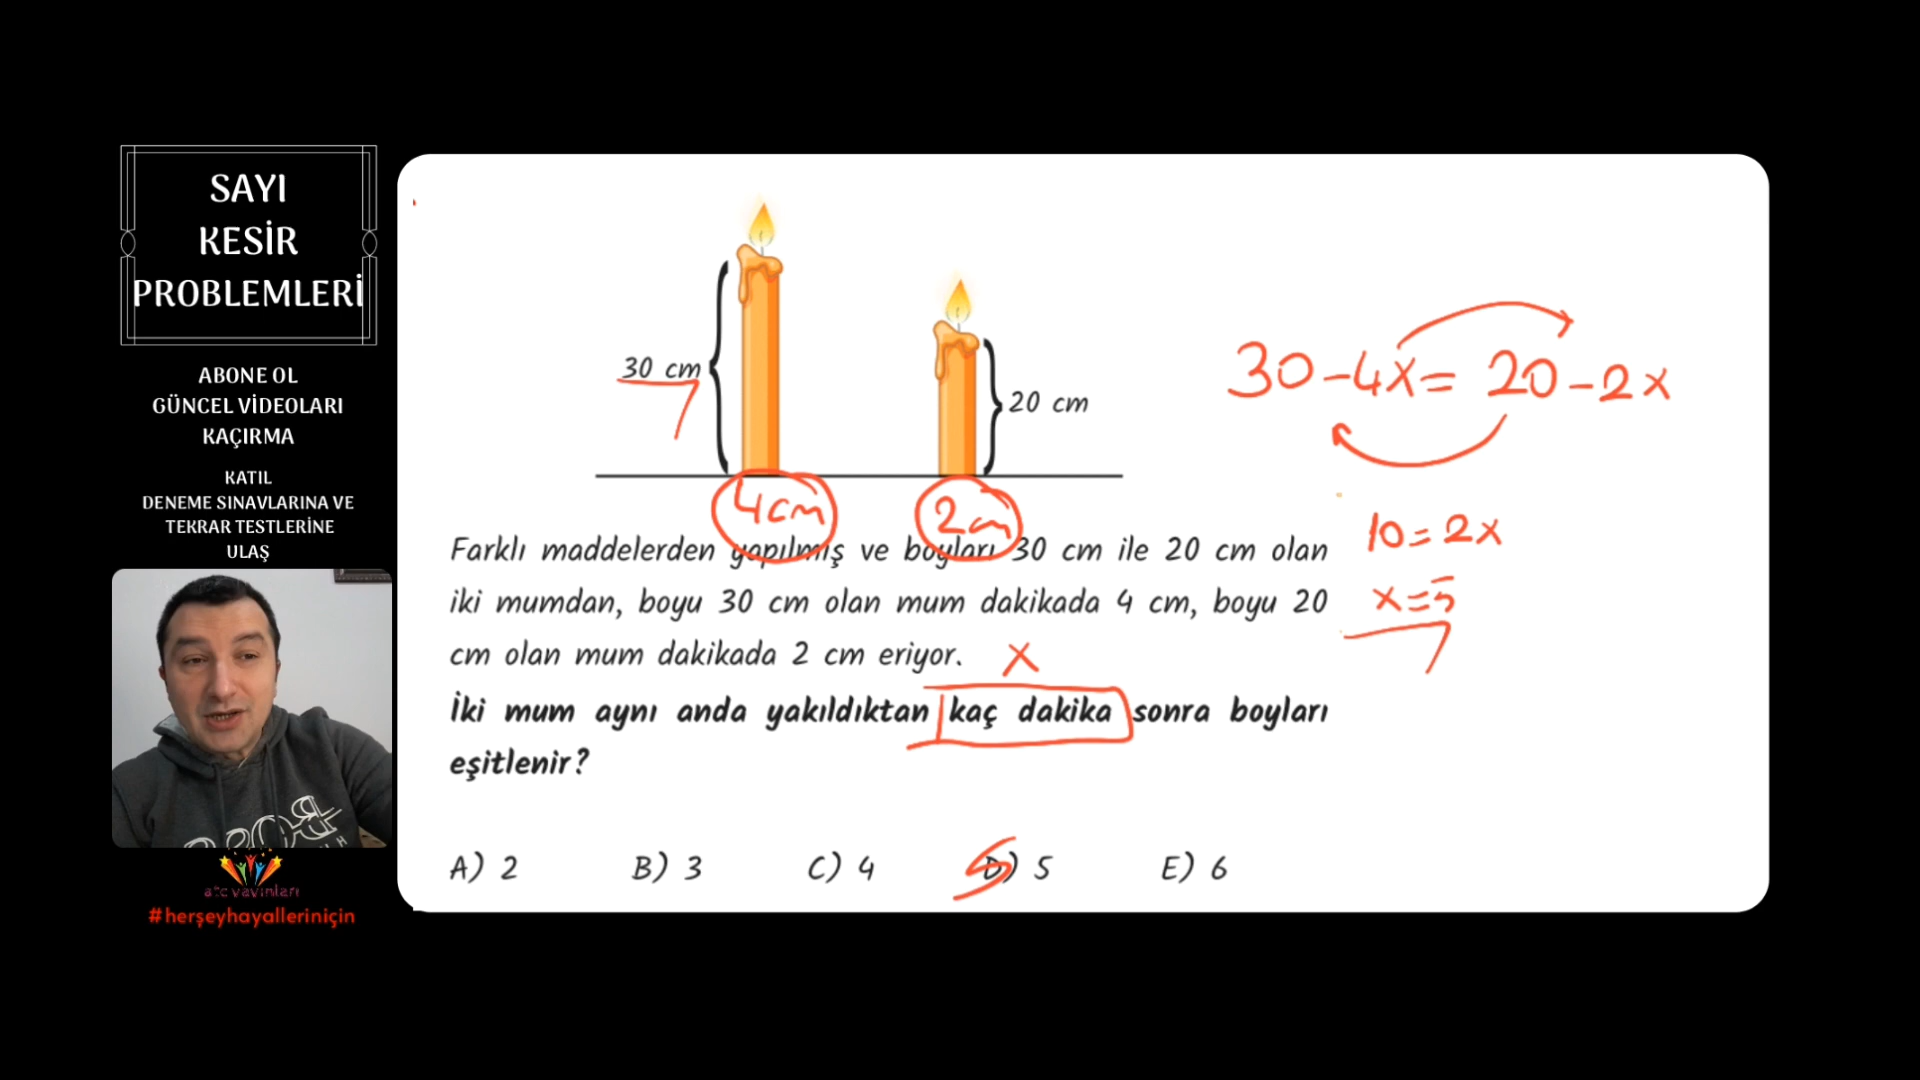 SAYI
KESİR
PROBLEMLERİ
ABONE OL
GÜNCEL VİDEOLARI
KAÇIRMA
KATIL
DENEME SINAVLARINA VE
TEKRAR TESTLERİNE
ULAŞ
atc yayınları
#herşeyhayalleriniçin
30 cm
20 cm
4cm
2cm
30-4x=20-2x
10=2x
x=5
Farklı maddelerden yapılmış ve boyları 30 cm ile 20 cm olan
iki mumdan, boyu 30 cm olan mum dakikada 4 cm, boyu 20
cm olan mum dakikada 2 cm eriyor.
x
İki mum aynı anda yakıldıktan kaç dakika sonra boyları
eşitlenir?
A) 2 B) 3 C) 4 D) 5 E) 6